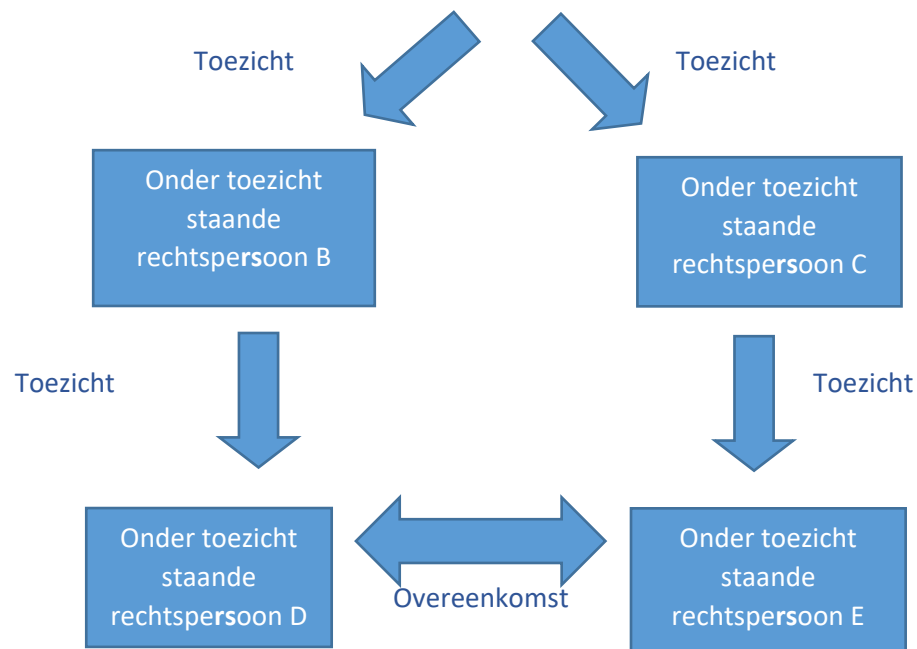 Toezicht
Toezicht
Onder toezicht
staande
rechtspersoon B
Onder toezicht
staande
rechtspersoon C
Toezicht
Toezicht
Onder toezicht
staande
rechtspersoon D
Overeenkomst
Onder toezicht
staande
rechtspersoon E